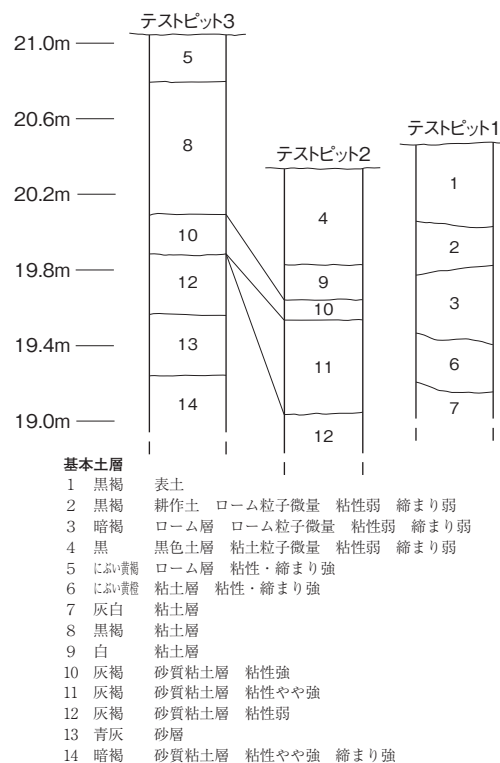 テストピット3
21.0m
5
20.6m
テストピット1
8
テストピット2
20.2m
1
4
10
2
19.8m
9
12
10
3
19.4m
13
11
6
14
7
19.0m
12
基本土層
1 黒褐 表土
2 黒褐 耕作土 ローム粒子微量 粘性弱 締まり弱
3 暗褐 ローム層 ローム粒子微量 粘性弱 締まり弱
4 黒 黒色土層 粘土粒子微量 粘性弱 締まり弱
5 にぶい黄褐 ローム層 粘性・締まり強
6 にぶい黄橙 粘土層 粘性・締まり強
7 灰白 粘土層
8 黒褐 粘土層
9 白 粘土層
10 灰褐 砂質粘土層 粘性強
11 灰褐 砂質粘土層 粘性やや強
12 灰褐 砂質粘土層 粘性弱
13 青灰 砂層
14 暗褐 砂質粘土層 粘性やや強 締まり強